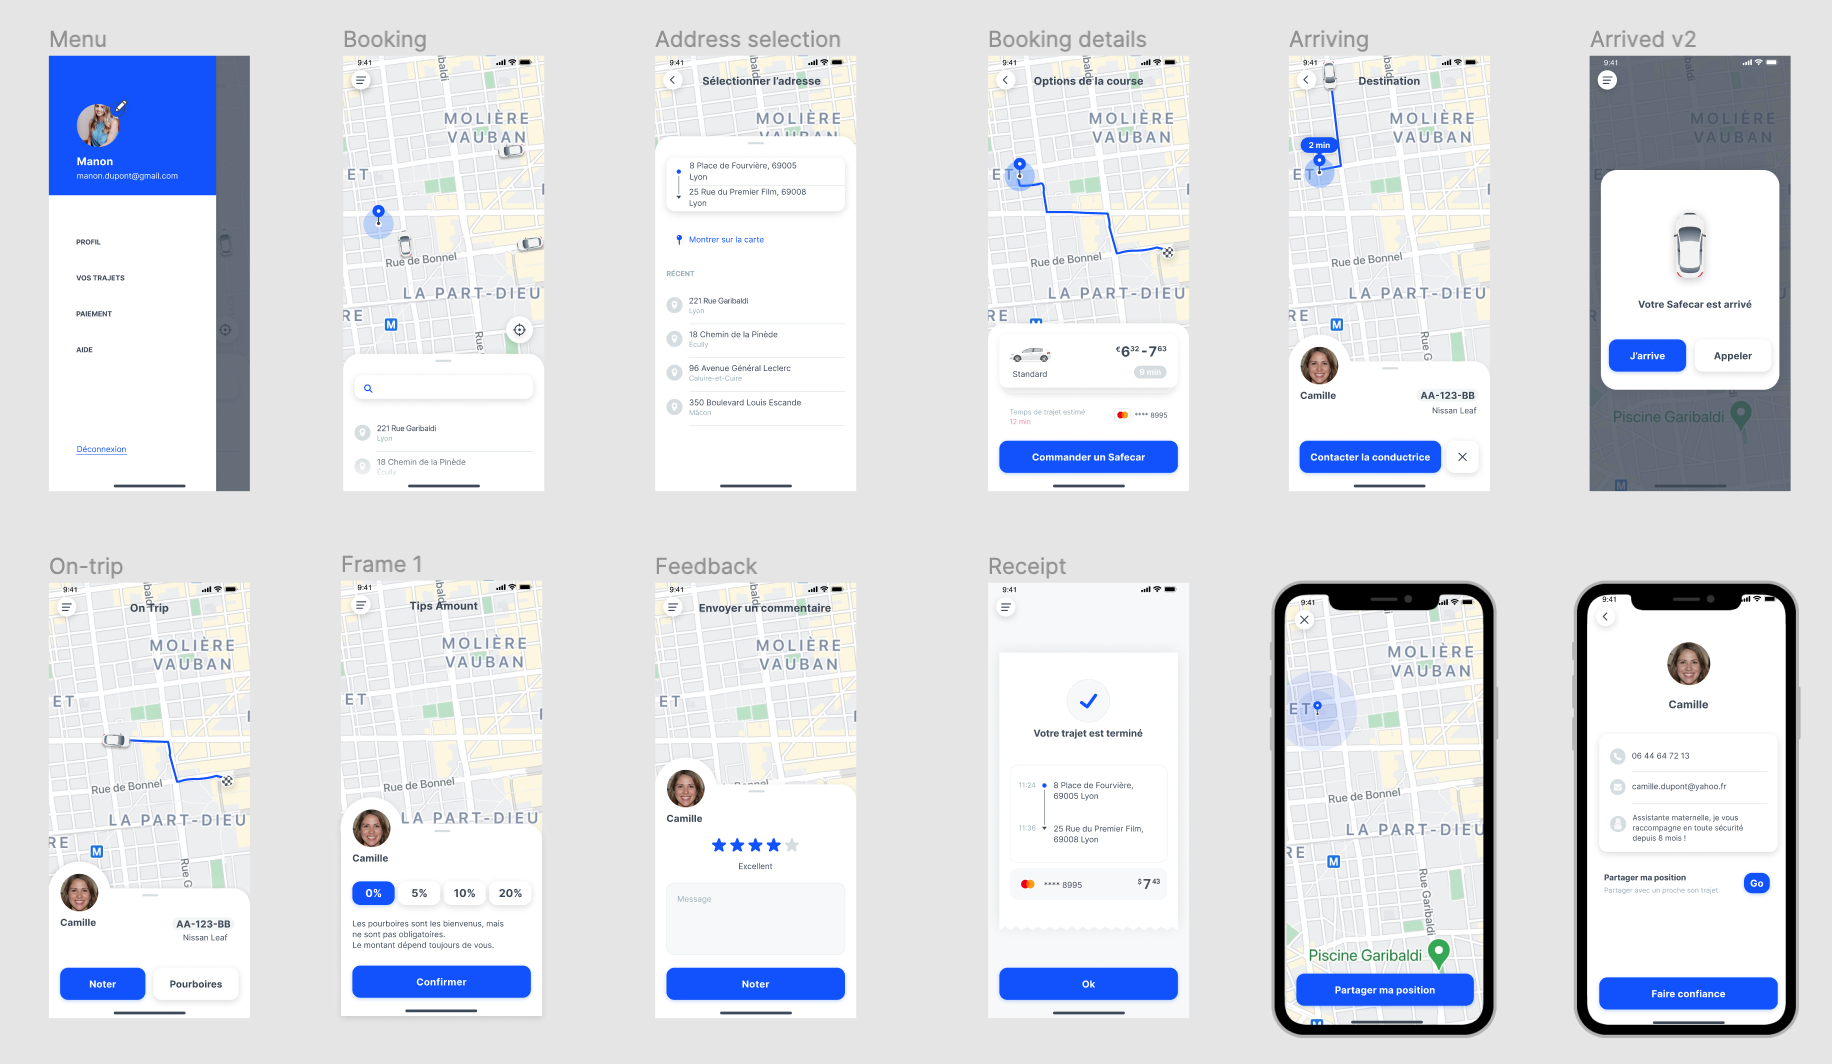 Menu
Manon
manon.dupont@gmail.com
PROFIL
VOS TRAJETS
PAIEMENT
AIDE
Déconnexion
Booking
9:41
MOLIÈRE
VAUBAN
ET
Rue de Bonnel
LA PART-DIEU
RE
M
221 Rue Garibaldi
Lyon
18 Chemin de la Pinède
Écully
Address selection
9:41
Sélectionner l'adresse
MOLIÈRE
VAUBAN
8 Place de Fourvière, 69005
Lyon
25 Rue du Premier Film, 69008
Lyon
Montrer sur la carte
RÉCENT
221 Rue Garibaldi
Lyon
18 Chemin de la Pinède
Écully
96 Avenue Général Leclerc
Caluire-et-Cuire
350 Boulevard Louis Escande
Mâcon
Booking details
9:41
Options de la course
MOLIÈRE
VAUBAN
ET
Rue de Bonnel
LA PART-DIEU
RE
M
€6³² - 7⁶³
Standard
Temps de trajet estimé
12 min
**** 8995
Commander un Safecar
Arriving
9:41
Destination
MOLIÈRE
VAUBAN
2 min
ET
Rue de Bonnel
LA PART-DIEU
RE
M
Camille
AA-123-BB
Nissan Leaf
Contacter la conductrice
Arrived v2
9:41
MOLIÈRE
VAUBAN
Votre Safecar est arrivé
J'arrive
Appeler
Piscine Garibaldi
M
On-trip
9:41
On Trip
MOLIÈRE
VAUBAN
ET
Rue de Bonnel
LA PART-DIEU
M
Camille
AA-123-BB
Nissan Leaf
Noter
Pourboires
Frame 1
9:41
Tips Amount
MOLIÈRE
VAUBAN
ET
Rue de Bonnel
LA PART-DIEU
Camille
0%
5%
10%
20%
Les pourboires sont les bienvenus, mais
ne sont pas obligatoires.
Le montant dépend toujours de vous.
Confirmer
Feedback
9:41
Envoyer un commentaire
MOLIÈRE
VAUBAN
ET
Rue de Bonnel
Camille
Excellent
Message
Noter
Receipt
9:41
Votre trajet est terminé
11:24
8 Place de Fourvière,
69005 Lyon
11:36
25 Rue du Premier Film,
69008 Lyon
**** 8995
$7⁴³
Ok
9:41
MOLIÈRE
VAUBAN
ET
Rue de Bonnel
LA PART-DIEU
RE
M
Rue Garibaldi
Piscine Garibaldi
Partager ma position
9:41
Camille
06 44 64 72 13
camille.dupont@yahoo.fr
Assistante maternelle, je vous
raccompagne en toute sécurité
depuis 8 mois !
Partager ma position
Partager avec un proche son trajet
Go
Faire confiance